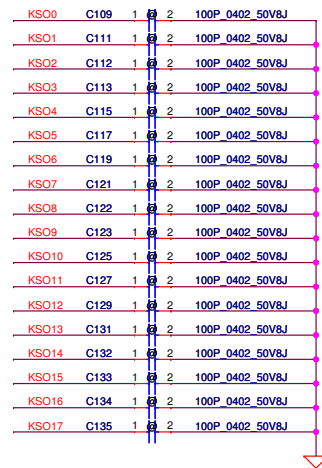 KSO0 C109 1 @ 2 100P_0402_50V8J
KSO1 C111 1 @ 2 100P_0402_50V8J
KSO2 C112 1 @ 2 100P_0402_50V8J
KSO3 C113 1 @ 2 100P_0402_50V8J
KSO4 C115 1 @ 2 100P_0402_50V8J
KSO5 C117 1 @ 2 100P_0402_50V8J
KSO6 C119 1 @ 2 100P_0402_50V8J
KSO7 C121 1 @ 2 100P_0402_50V8J
KSO8 C122 1 @ 2 100P_0402_50V8J
KSO9 C123 1 @ 2 100P_0402_50V8J
KSO10 C125 1 @ 2 100P_0402_50V8J
KSO11 C127 1 @ 2 100P_0402_50V8J
KSO12 C129 1 @ 2 100P_0402_50V8J
KSO13 C131 1 @ 2 100P_0402_50V8J
KSO14 C132 1 @ 2 100P_0402_50V8J
KSO15 C133 1 @ 2 100P_0402_50V8J
KSO16 C134 1 @ 2 100P_0402_50V8J
KSO17 C135 1 @ 2 100P_0402_50V8J